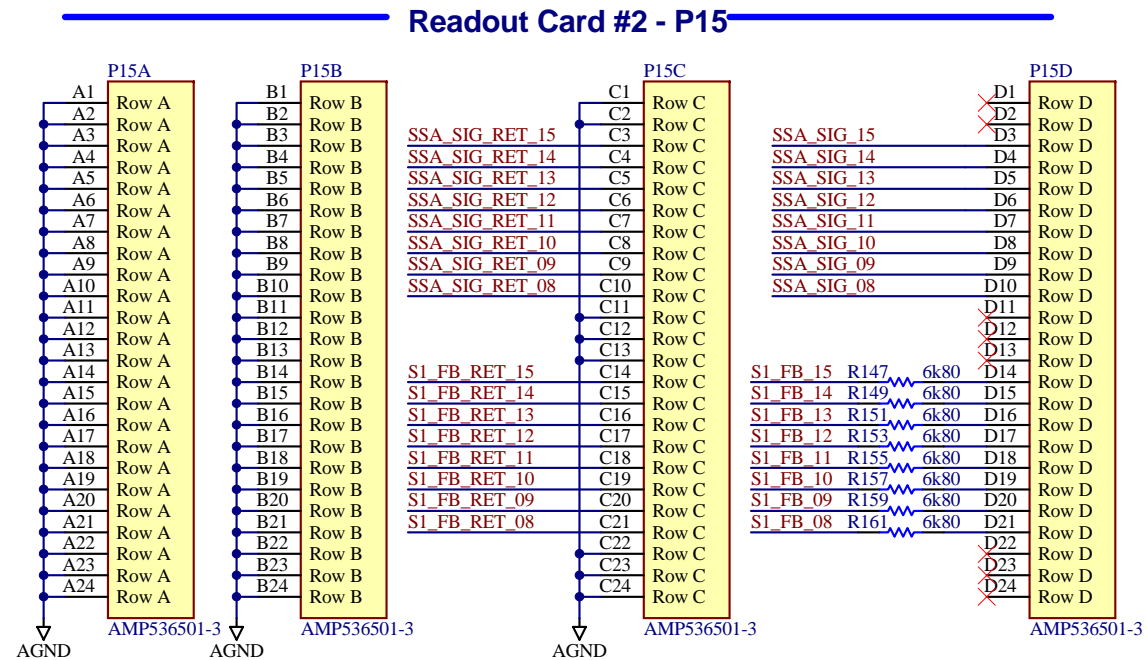 Readout Card #2 - P15
P15A P15B P15C P15D
A1 Row A B1 Row B C1 Row C D1 Row D
A2 Row A B2 Row B C2 Row C D2 Row D
A3 Row A B3 Row B SSA_SIG_RET_15 C3 Row C SSA_SIG_15 D3 Row D
A4 Row A B4 Row B SSA_SIG_RET_14 C4 Row C SSA_SIG_14 D4 Row D
A5 Row A B5 Row B SSA_SIG_RET_13 C5 Row C SSA_SIG_13 D5 Row D
A6 Row A B6 Row B SSA_SIG_RET_12 C6 Row C SSA_SIG_12 D6 Row D
A7 Row A B7 Row B SSA_SIG_RET_11 C7 Row C SSA_SIG_11 D7 Row D
A8 Row A B8 Row B SSA_SIG_RET_10 C8 Row C SSA_SIG_10 D8 Row D
A9 Row A B9 Row B SSA_SIG_RET_09 C9 Row C SSA_SIG_09 D9 Row D
A10 Row A B10 Row B SSA_SIG_RET_08 C10 Row C SSA_SIG_08 D10 Row D
A11 Row A B11 Row B C11 Row C D11 Row D
A12 Row A B12 Row B C12 Row C D12 Row D
A13 Row A B13 Row B C13 Row C D13 Row D
A14 Row A B14 Row B S1_FB_RET_15 C14 Row C S1_FB_15 R147 6k80 D14 Row D
A15 Row A B15 Row B S1_FB_RET_14 C15 Row C S1_FB_14 R149 6k80 D15 Row D
A16 Row A B16 Row B S1_FB_RET_13 C16 Row C S1_FB_13 R151 6k80 D16 Row D
A17 Row A B17 Row B S1_FB_RET_12 C17 Row C S1_FB_12 R153 6k80 D17 Row D
A18 Row A B18 Row B S1_FB_RET_11 C18 Row C S1_FB_11 R155 6k80 D18 Row D
A19 Row A B19 Row B S1_FB_RET_10 C19 Row C S1_FB_10 R157 6k80 D19 Row D
A20 Row A B20 Row B S1_FB_RET_09 C20 Row C S1_FB_09 R159 6k80 D20 Row D
A21 Row A B21 Row B S1_FB_RET_08 C21 Row C S1_FB_08 R161 6k80 D21 Row D
A22 Row A B22 Row B C22 Row C D22 Row D
A23 Row A B23 Row B C23 Row C D23 Row D
A24 Row A B24 Row B C24 Row C D24 Row D
AMP536501-3 AMP536501-3 AMP536501-3 AMP536501-3
AGND AGND AGND